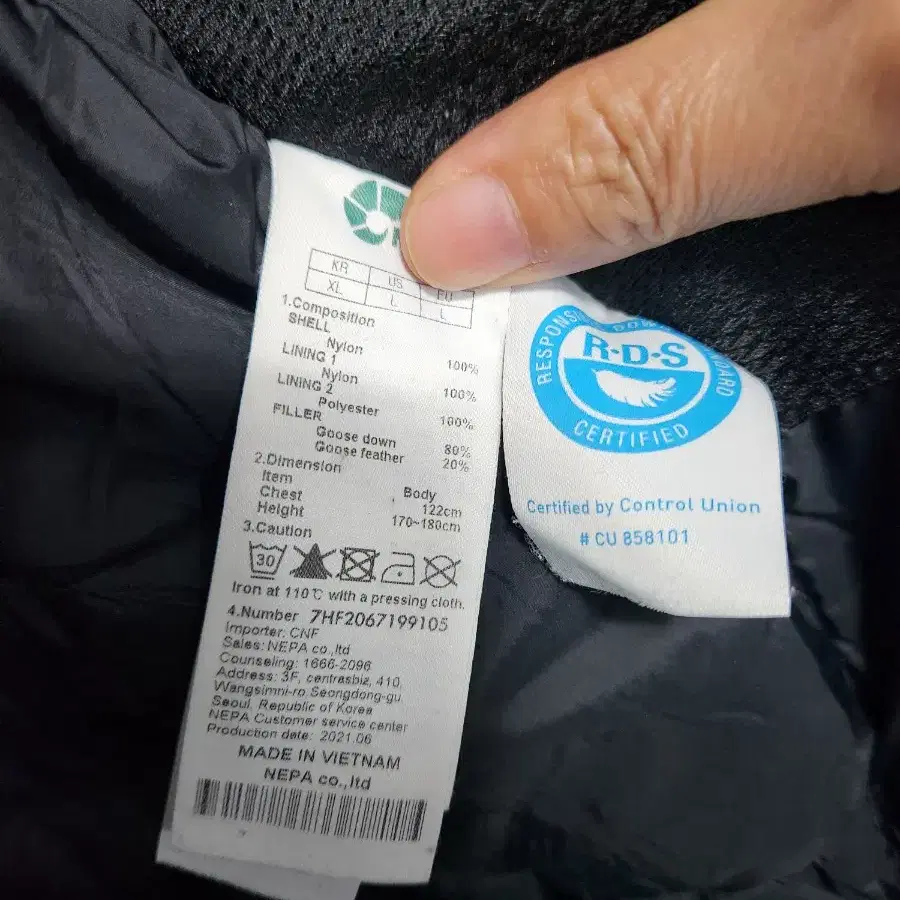 KR US EU
XL L L
1.Composition
SHELL
Nylon 100%
LINING 1
Nylon 100%
LINING 2
Polyester 100%
FILLER
Goose down 80%
Goose feather 20%
2.Dimension
Item Body
Chest 122cm
Height 170~180cm
3.Caution
30
Iron at 110℃ with a pressing cloth.
4.Number 7HF2067199105
Importer: CNF
Sales: NEPA co.,ltd
Counseling: 1666-2096
Address: 3F, centrasbiz, 410,
Wangsimni-ro Seongdong-gu
Seoul, Republic of Korea
NEPA Customer service center
Production date: 2021.06
MADE IN VIETNAM
NEPA co.,ltd
R·D·S
CERTIFIED
Certified by Control Union
# CU 858101